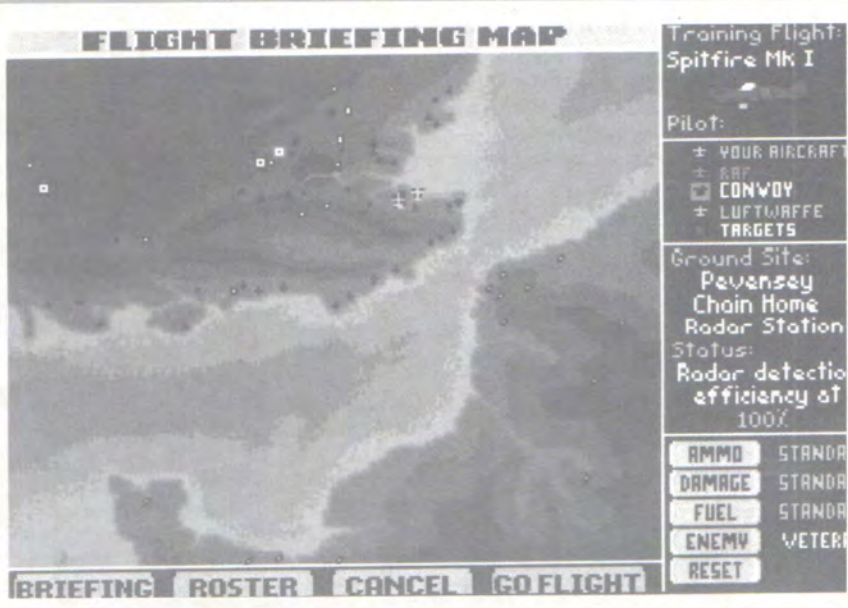 FLIGHT BRIEFING MAP
Training Flight:
Spitfire Mk I
Pilot:
YOUR AIRCRAFT
RAF
CONVOY
LUFTWAFFE
TARGETS
Ground Site:
Pevensey
Chain Home
Radar Station
Status:
Radar detectio
efficiency at
100%
AMMO STANDA
DAMAGE STANDA
FUEL STANDA
ENEMY VETERA
RESET
BRIEFING ROSTER CANCEL GO FLIGHT